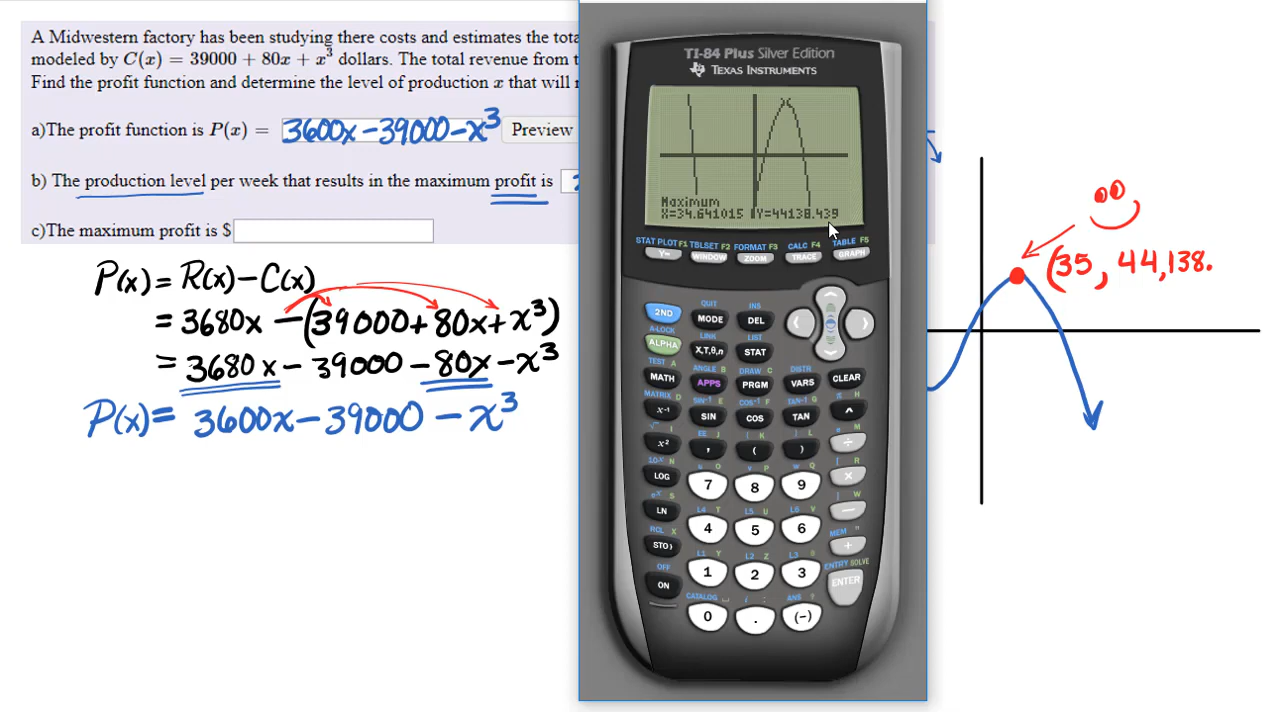 A Midwestern factory has been studying there costs and estimates the tota
modeled by C(x) = 39000 + 80x + x³ dollars. The total revenue from t
Find the profit function and determine the level of production x that will r
a)The profit function is P(x) = 3600x-39000-x³ Preview
b) The production level per week that results in the maximum profit is
c)The maximum profit is $
P(x) = R(x)-C(x)
= 3680x -(39000+80x+x³)
= 3680x - 39000 - 80x - x³
P(x)= 3600x-39000 - x³
TI-84 Plus Silver Edition
TEXAS INSTRUMENTS
Maximum
X=34.641015 Y=44138.439
STAT PLOT F1 TBLSET F2 FORMAT F3 CALC F4 TABLE F5
Y= WINDOW ZOOM TRACE GRAPH
QUIT INS
2ND MODE DEL
A-LOCK LINK LIST
ALPHA X,T,θ,n STAT
TEST A ANGLE B DRAW C DISTR
MATH APPS PRGM VARS CLEAR
MATRIX D SIN⁻¹ E COS⁻¹ F TAN⁻¹ G π H
x⁻¹ SIN COS TAN ^
√ I EE J { K } L e M
x² , ( ) ÷
10ˣ N u O v P w Q [ R
LOG 7 8 9 ×
eˣ S L4 T L5 U L6 V ] W
LN 4 5 6 −
RCL X L1 Y L2 Z L3 θ MEM "
STO› 1 2 3 +
OFF CATALOG ␣ i : ANS ? ENTRY SOLVE
ON 0 . (−) ENTER
(35, 44,138.